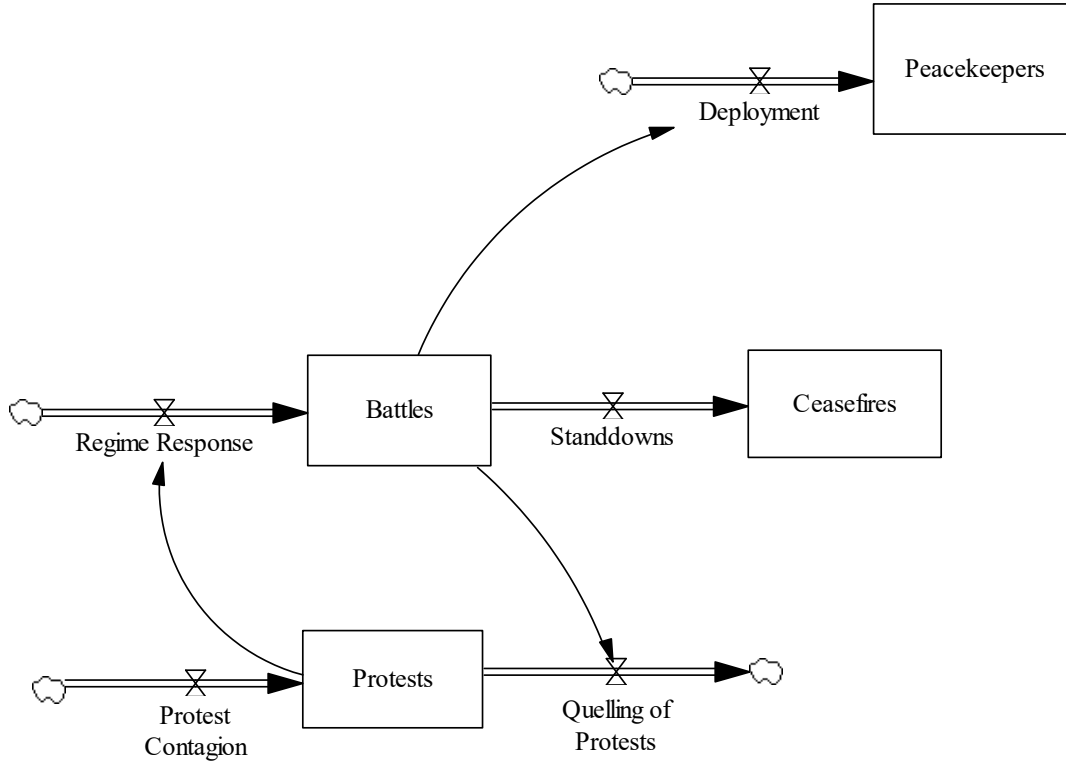 Peacekeepers
Deployment
Battles
Ceasefires
Regime Response
Standdowns
Protests
Protest
Contagion
Quelling of
Protests